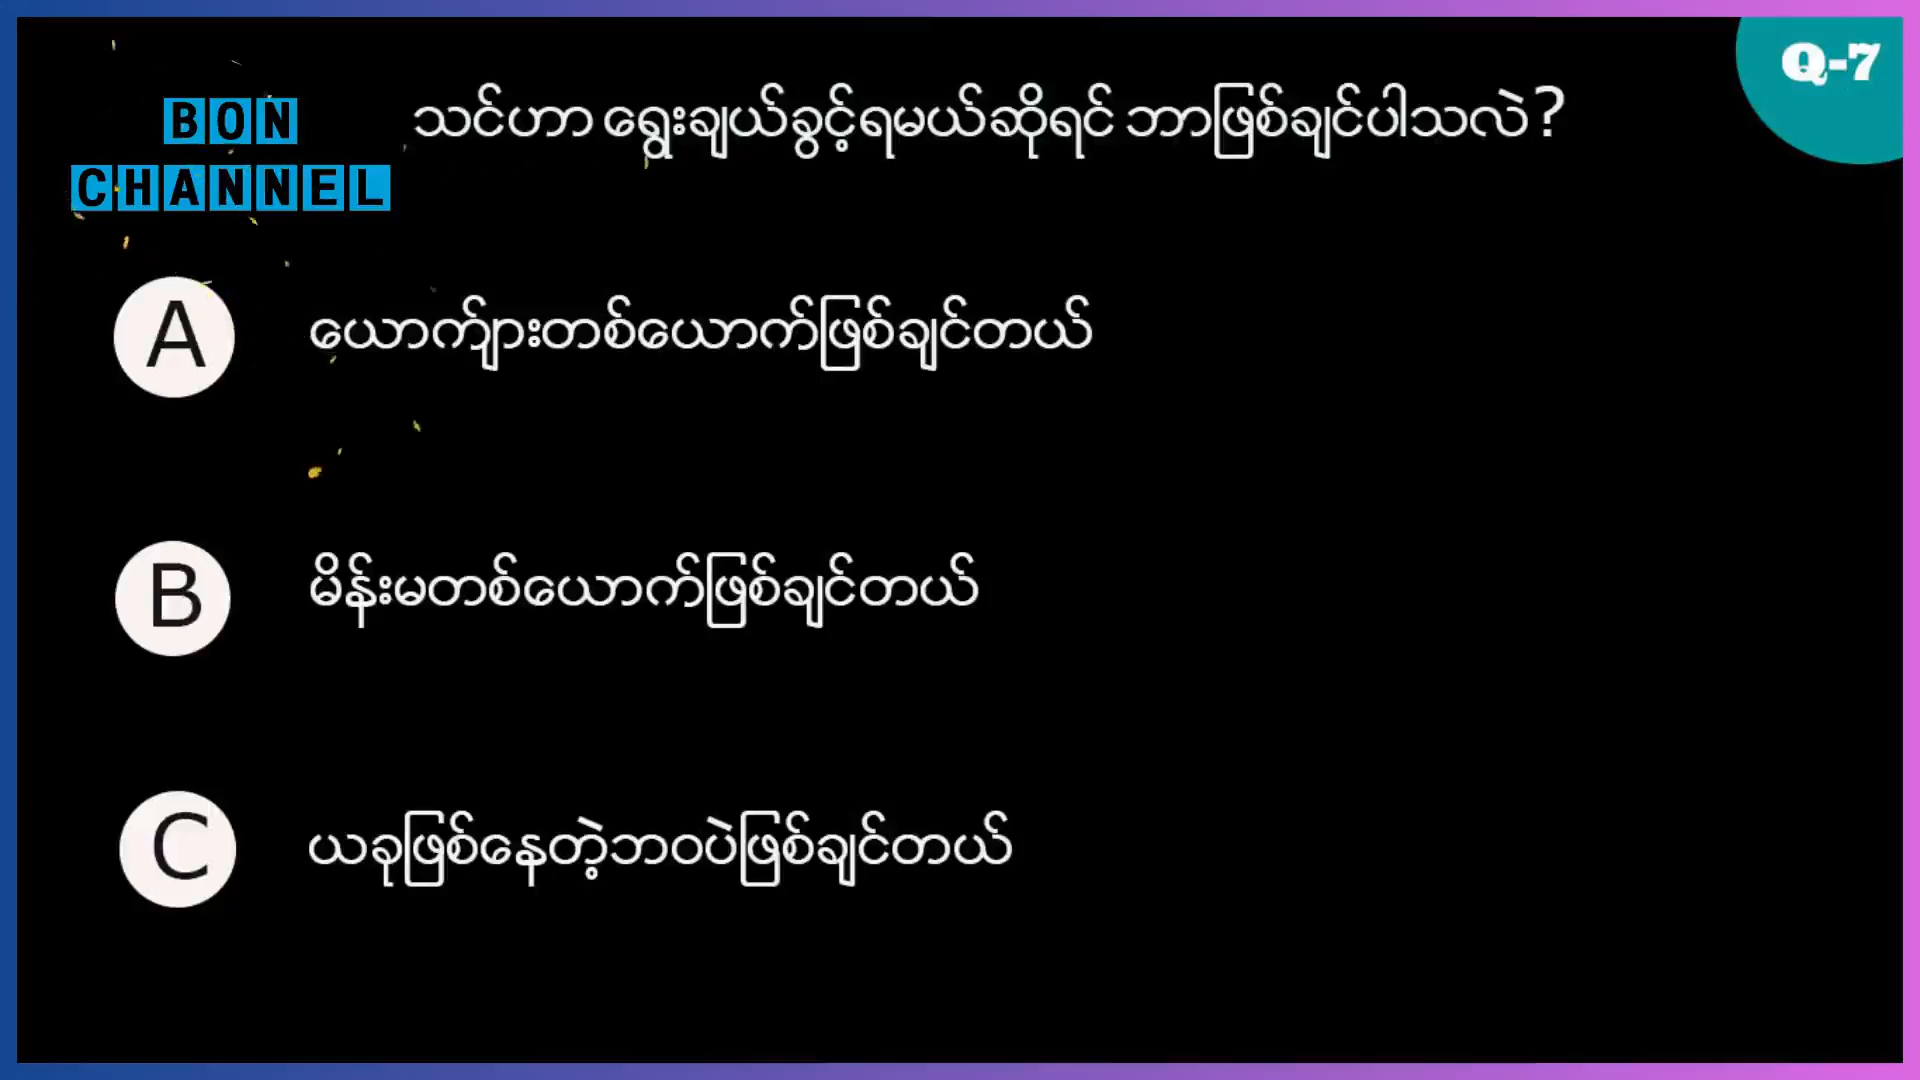 Q-7
BON
CHANNEL
သင်ဟာ ရွေးချယ်ခွင့်ရမယ်ဆိုရင် ဘာဖြစ်ချင်ပါသလဲ?
A
ယောက်ျားတစ်ယောက်ဖြစ်ချင်တယ်
B
မိန်းမတစ်ယောက်ဖြစ်ချင်တယ်
C
ယခုဖြစ်နေတဲ့ဘဝပဲဖြစ်ချင်တယ်